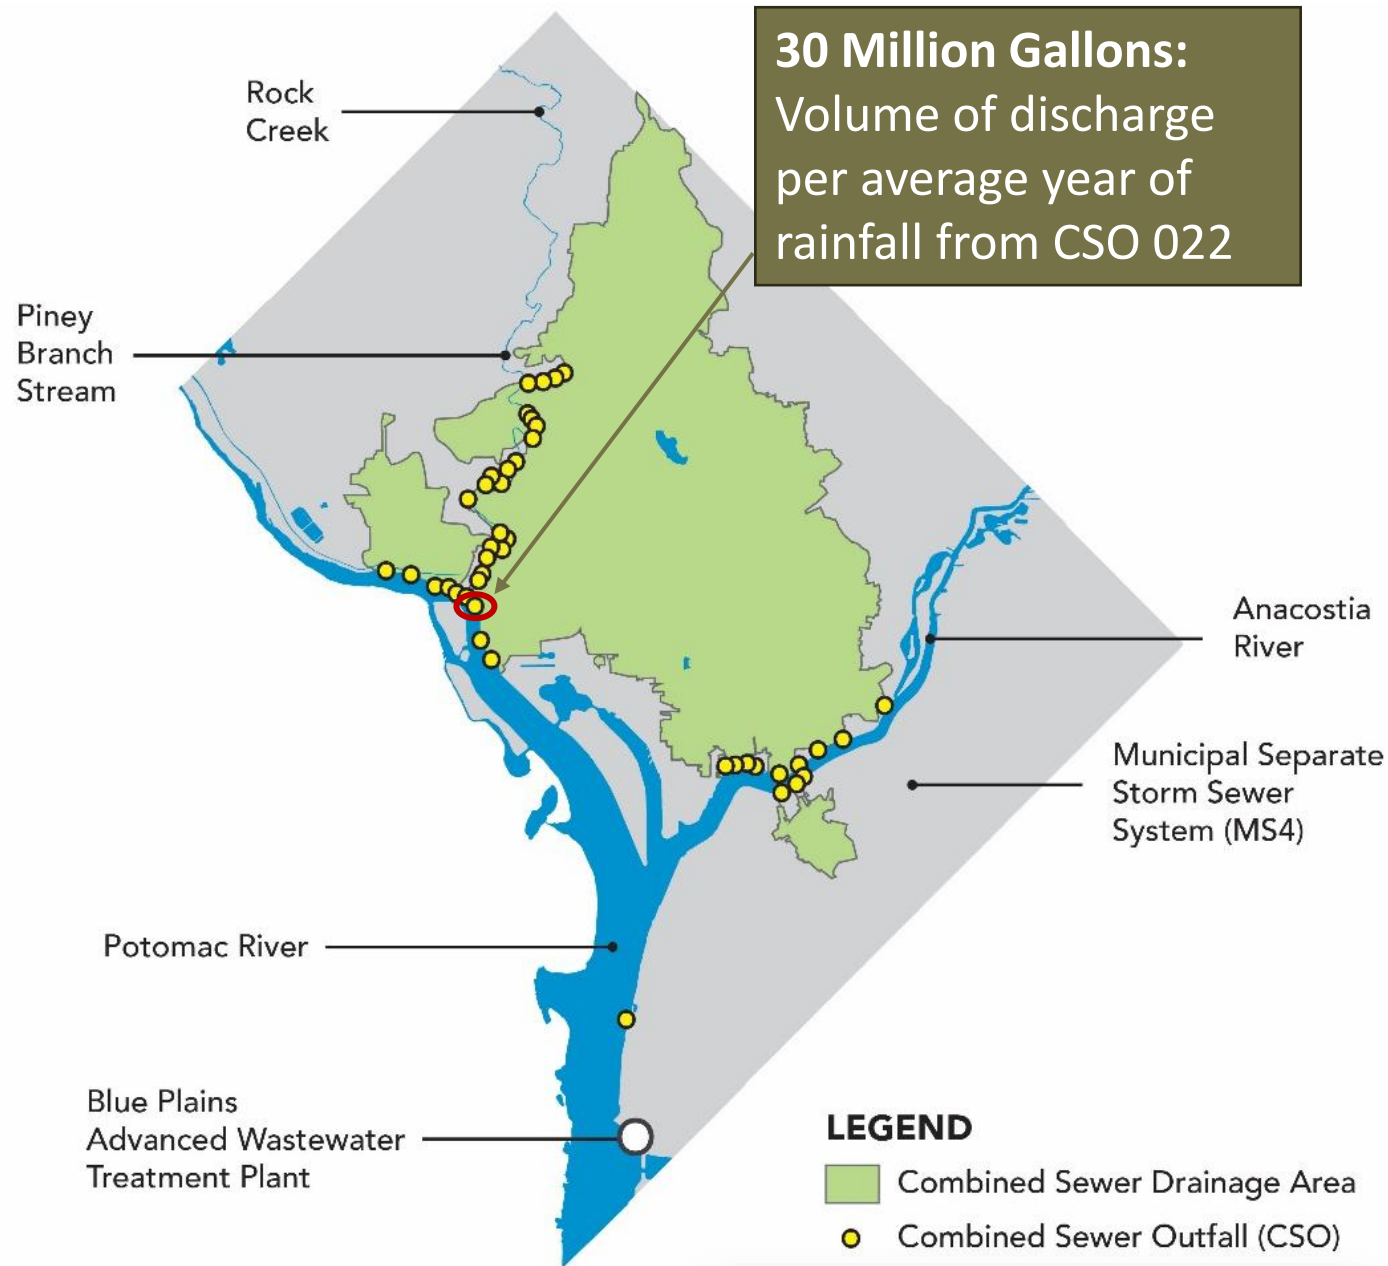 30 Million Gallons:
Volume of discharge
per average year of
rainfall from CSO 022
Rock
Creek
Piney
Branch
Stream
Anacostia
River
Municipal Separate
Storm Sewer
System (MS4)
Potomac River
Blue Plains
Advanced Wastewater
Treatment Plant
LEGEND
Combined Sewer Drainage Area
Combined Sewer Outfall (CSO)